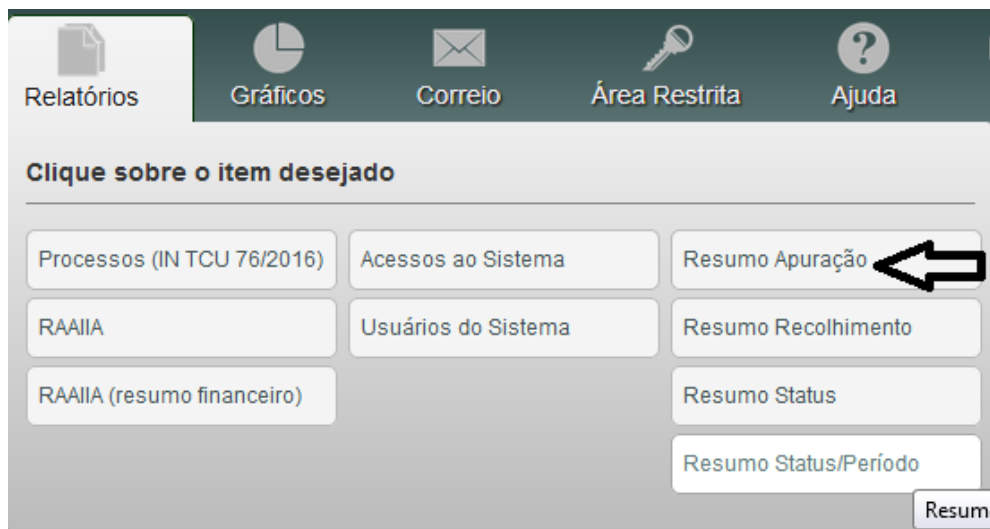 Relatórios
Gráficos
Correio
Área Restrita
Ajuda
Clique sobre o item desejado
Processos (IN TCU 76/2016)
Acessos ao Sistema
Resumo Apuração
RAAIIA
Usuários do Sistema
Resumo Recolhimento
RAAIIA (resumo financeiro)
Resumo Status
Resumo Status/Período
Resum